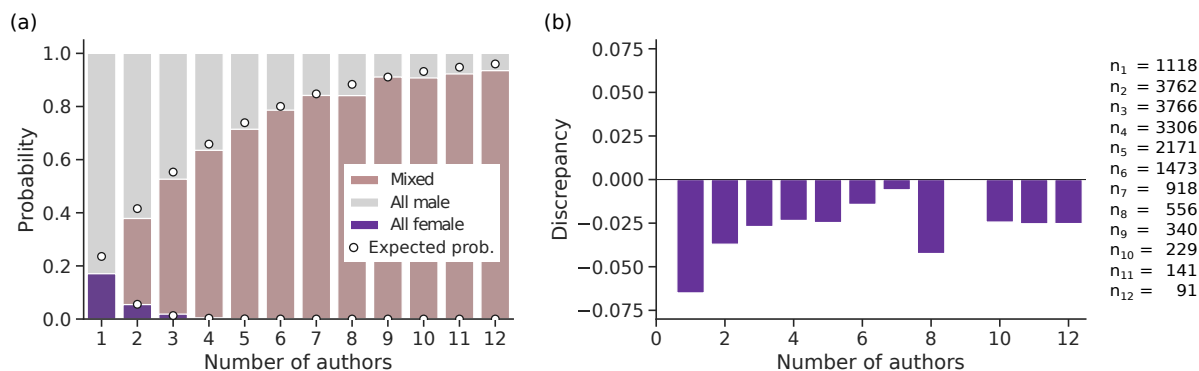 (a)
Probability
1.0
0.8
0.6
0.4
0.2
0.0
Mixed
All male
All female
Expected prob.
1 2 3 4 5 6 7 8 9 10 11 12
Number of authors
(b)
Discrepancy
0.075
0.050
0.025
0.000
−0.025
−0.050
−0.075
0 2 4 6 8 10 12
Number of authors
n₁ = 1118
n₂ = 3762
n₃ = 3766
n₄ = 3306
n₅ = 2171
n₆ = 1473
n₇ = 918
n₈ = 556
n₉ = 340
n₁₀ = 229
n₁₁ = 141
n₁₂ = 91